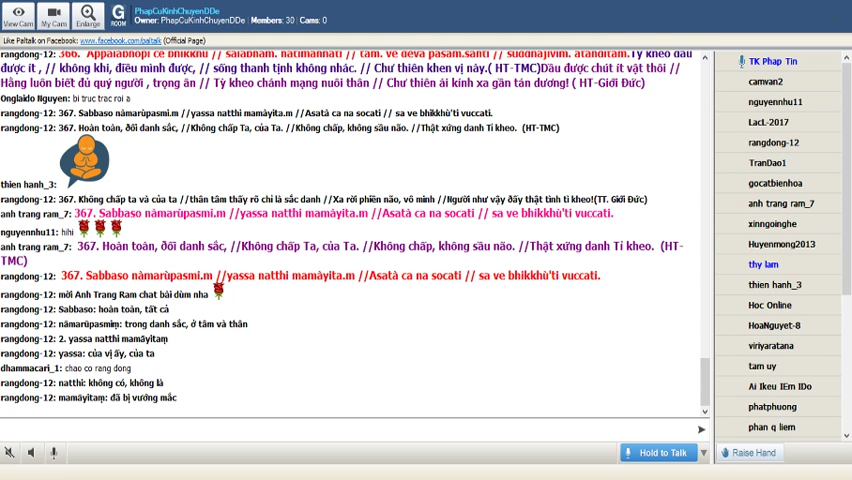 View Cam
My Cam
Enlarge
G
ROOM
PhapCuKinhChuyenDDe
Owner: PhapCuKinhChuyenDDe | Members: 30 | Cams: 0
Like Paltalk on Facebook: www.facebook.com/paltalk (Official Page)
rangdong-12: 366. Appalàbhopi ce bhikkhu // salàbham. nàtimannati // tam. ve devà pasam.santi // suddhàjivim. atanditam.Tỳ kheo dầu
được ít , // không khi, điều mình được, // sống thanh tịnh không nhác. // Chư thiên khen vị này.( HT-TMC)Dầu được chút ít vật thôi //
Hằng luôn biết đủ quý người , trọng ân // Tỳ kheo chánh mạng nuôi thân // Chư thiên ái kính xa gần tán dương! ( HT-Giới Đức)
Onglaido Nguyen: bi truc trac roi a
rangdong-12: 367. Sabbaso nàmarùpasmi.m //yassa natthi mamàyita.m //Asatà ca na socati // sa ve bhikkhù'ti vuccati.
rangdong-12: 367. Hoàn toàn, đối danh sắc, //Không chấp Ta, của Ta. //Không chấp, không sầu não. //Thật xứng danh Tỉ kheo. (HT-TMC)
thien hanh_3:
rangdong-12: 367. Không chấp ta và của ta // thân tâm thấy rõ chỉ là sắc danh //Xa rời phiền não, vô minh //Người như vậy đấy thật tình tì kheo!(TT. Giới Đức)
anh trang ram_7: 367. Sabbaso nàmarùpasmi.m //yassa natthi mamàyita.m //Asatà ca na socati // sa ve bhikkhù'ti vuccati.
nguyennhu11: hihi
anh trang ram_7: 367. Hoàn toàn, đối danh sắc, //Không chấp Ta, của Ta. //Không chấp, không sầu não. //Thật xứng danh Tỉ kheo. (HT-
TMC)
rangdong-12: 367. Sabbaso nàmarùpasmi.m //yassa natthi mamàyita.m //Asatà ca na socati // sa ve bhikkhù'ti vuccati.
rangdong-12: mời Anh Trang Ram chat bài dùm nha
rangdong-12: Sabbaso: hoàn toàn, tất cả
rangdong-12: nāmarūpasmiṃ: trong danh sắc, ở tâm và thân
rangdong-12: 2. yassa natthi mamāyitaṃ
rangdong-12: yassa: của vị ấy, của ta
dhammacari_1: chao co rang dong
rangdong-12: natthi: không có, không là
rangdong-12: mamāyitaṃ: đã bị vướng mắc
Hold to Talk
TK Phap Tin
camvan2
nguyennhu11
LacL-2017
rangdong-12
TranDao1
gocatbienhoa
anh trang ram_7
xinngoinghe
Huyenmong2013
thy lam
thien hanh_3
Hoc Online
HoaNguyet-8
viriyaratana
tam uy
Ai Ikeu IEm IDo
phatphuong
phan q liem
Raise Hand